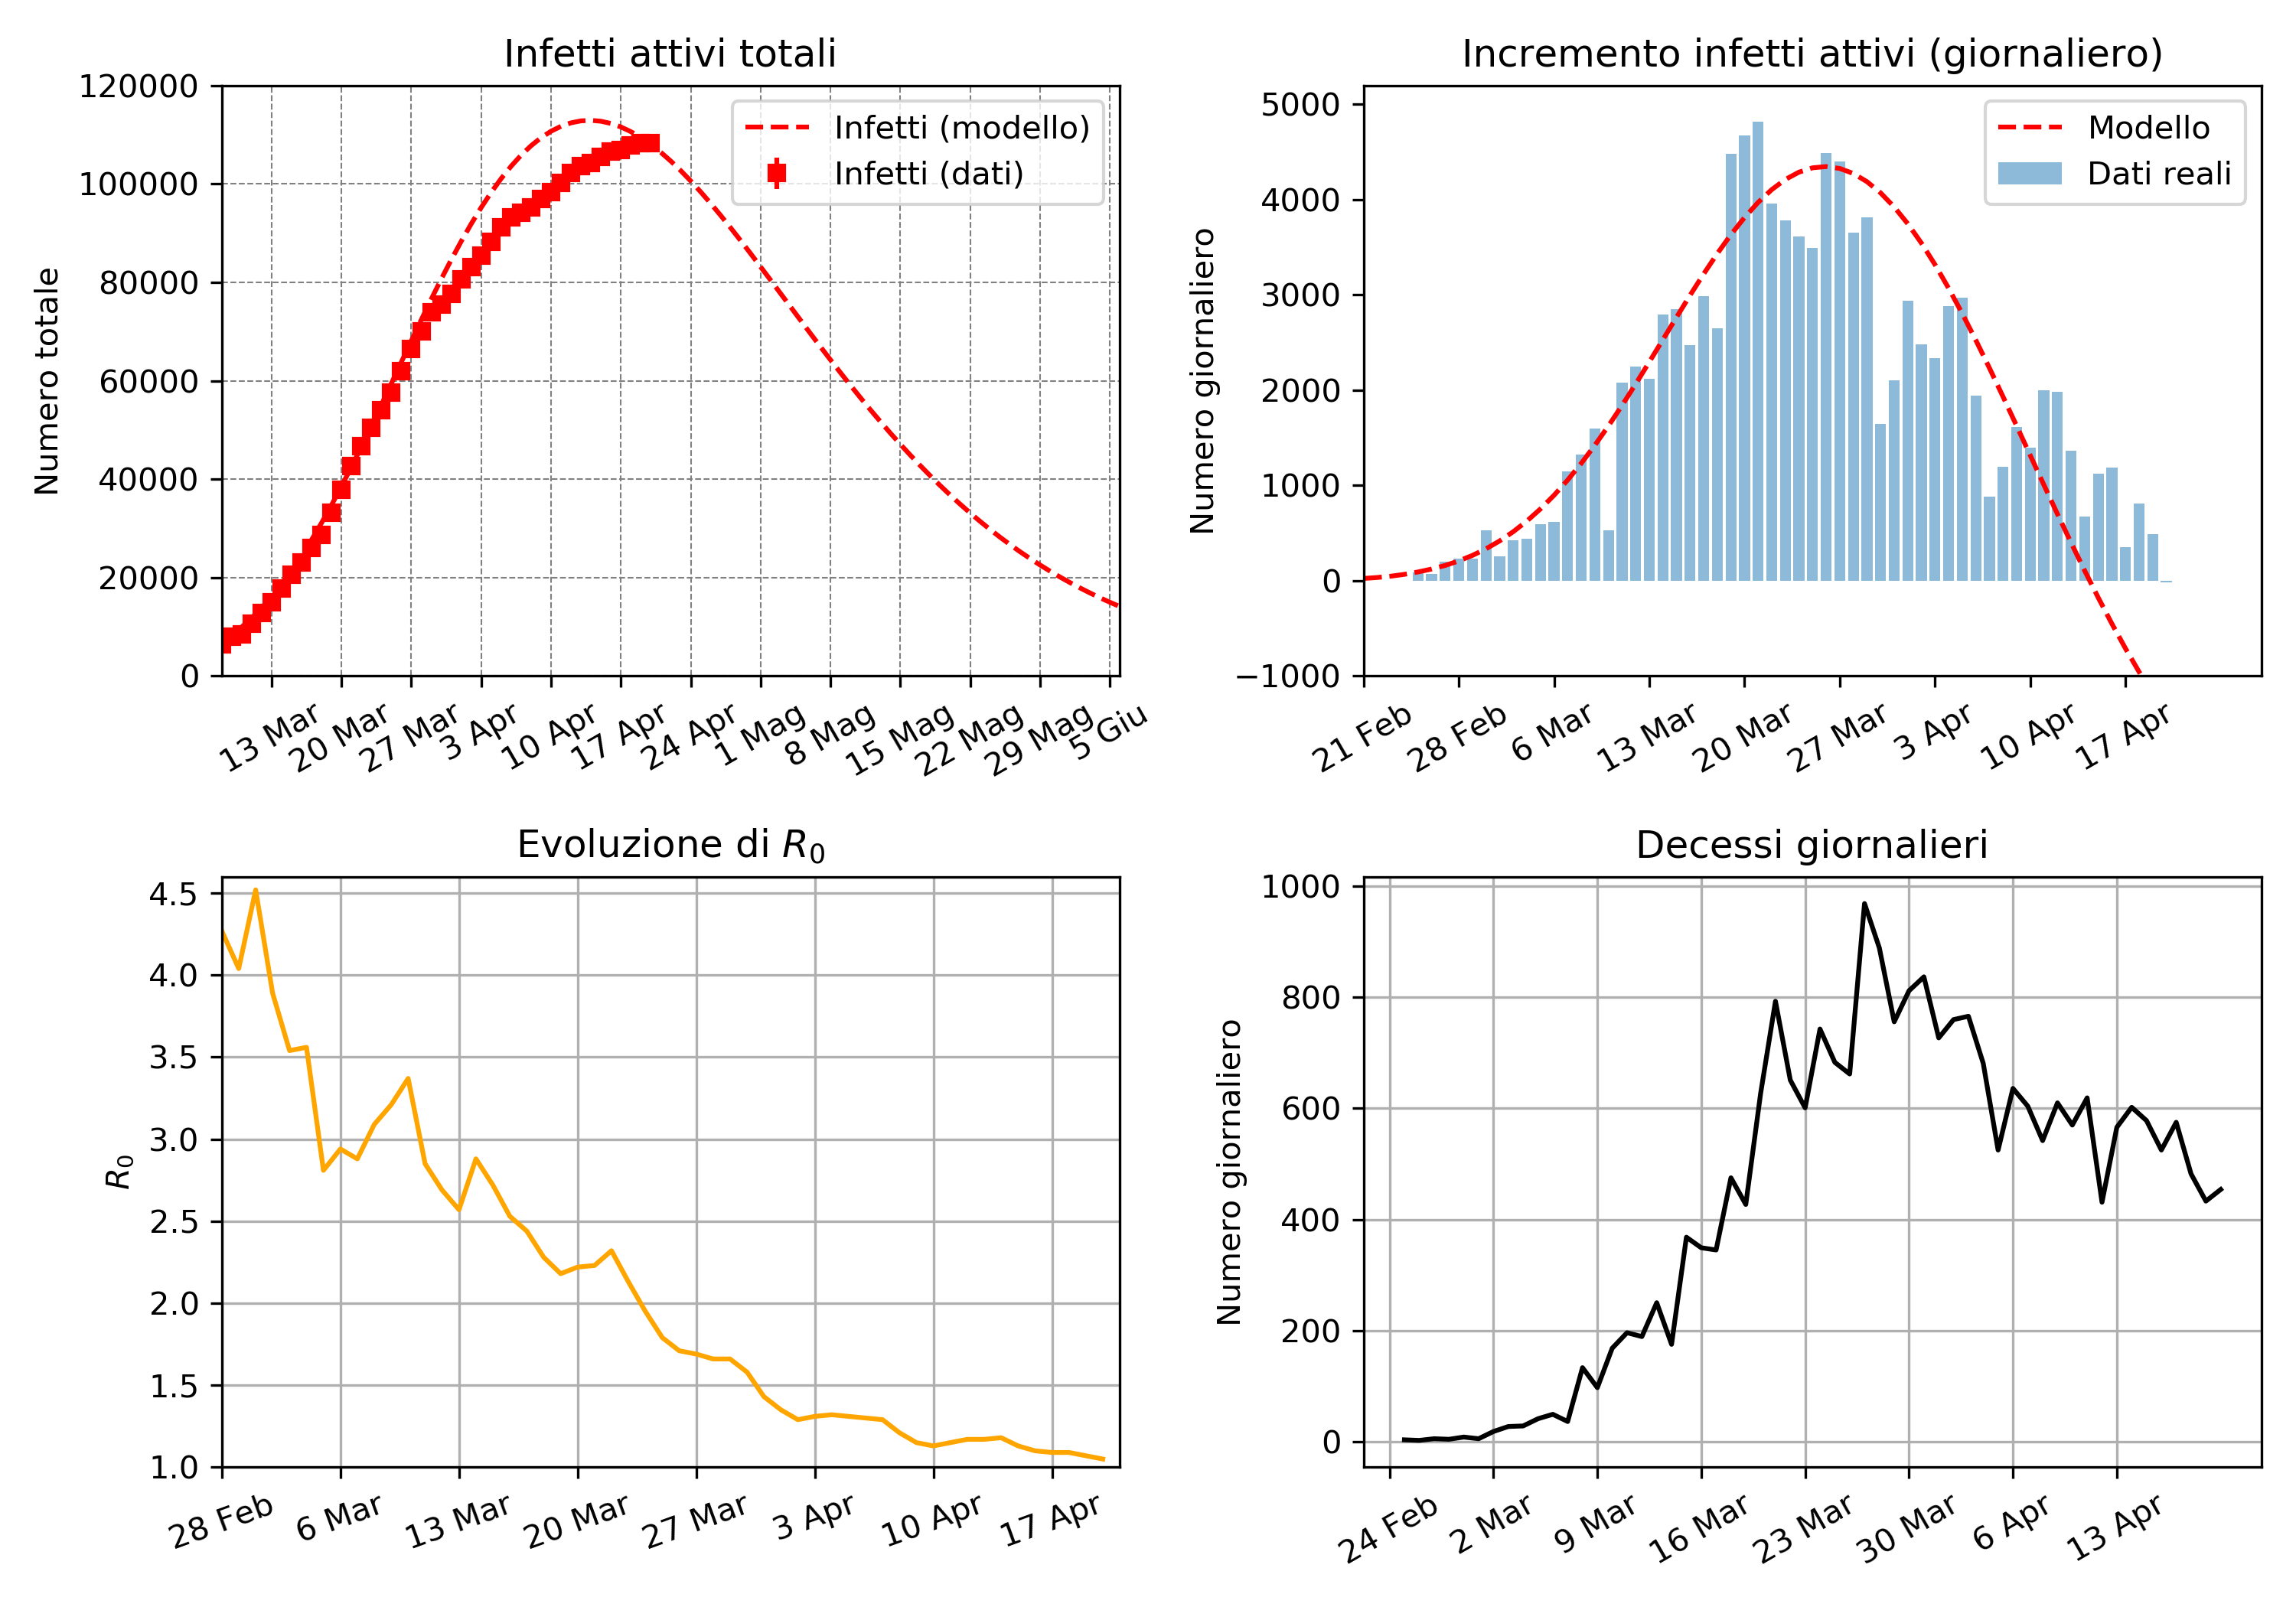 Infetti attivi totali
120000
100000
80000
60000
40000
20000
0
Numero totale
Infetti (modello)
Infetti (dati)
13 Mar
20 Mar
27 Mar
3 Apr
10 Apr
17 Apr
24 Apr
1 Mag
8 Mag
15 Mag
22 Mag
29 Mag
5 Giu
Incremento infetti attivi (giornaliero)
5000
4000
3000
2000
1000
0
−1000
Numero giornaliero
Modello
Dati reali
21 Feb
28 Feb
6 Mar
13 Mar
20 Mar
27 Mar
3 Apr
10 Apr
17 Apr
Evoluzione di R₀
4.5
4.0
3.5
3.0
2.5
2.0
1.5
1.0
R₀
28 Feb
6 Mar
13 Mar
20 Mar
27 Mar
3 Apr
10 Apr
17 Apr
Decessi giornalieri
1000
800
600
400
200
0
Numero giornaliero
24 Feb
2 Mar
9 Mar
16 Mar
23 Mar
30 Mar
6 Apr
13 Apr